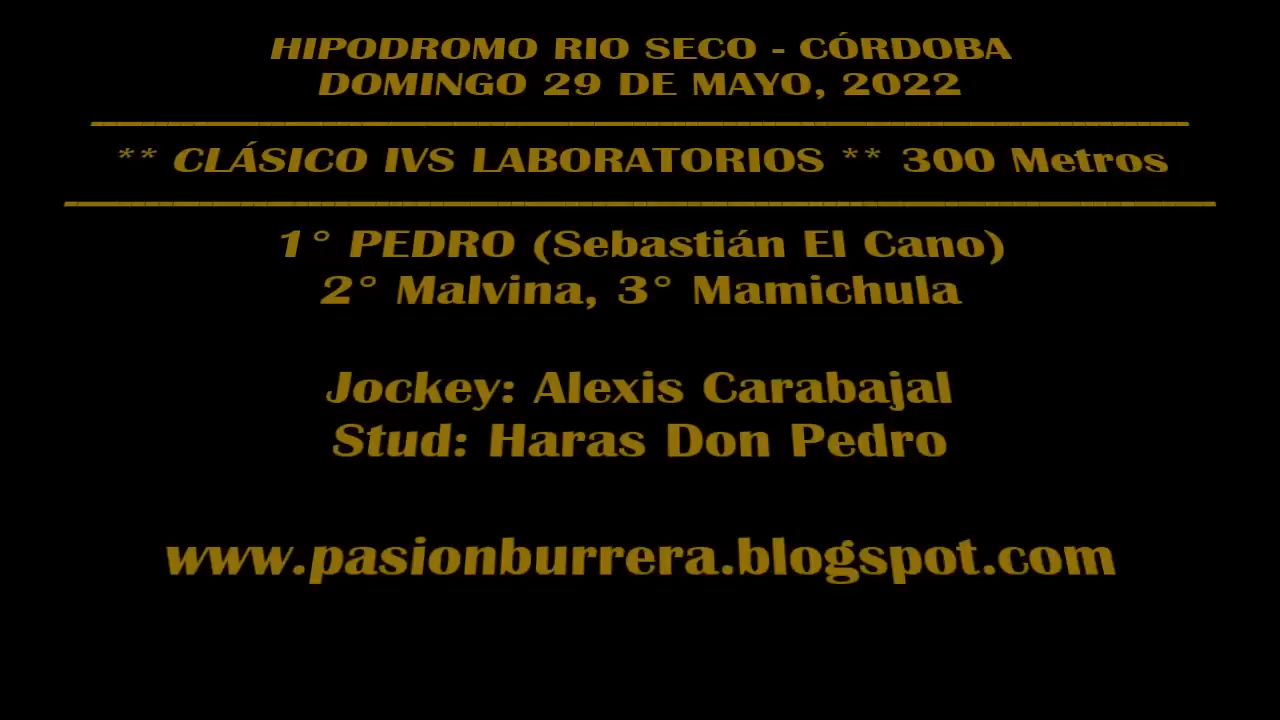 HIPODROMO RIO SECO - CÓRDOBA
DOMINGO 29 DE MAYO, 2022
** CLÁSICO IVS LABORATORIOS ** 300 Metros
1° PEDRO (Sebastián El Cano)
2° Malvina, 3° Mamichula
Jockey: Alexis Carabajal
Stud: Haras Don Pedro
www.pasionburrera.blogspot.com